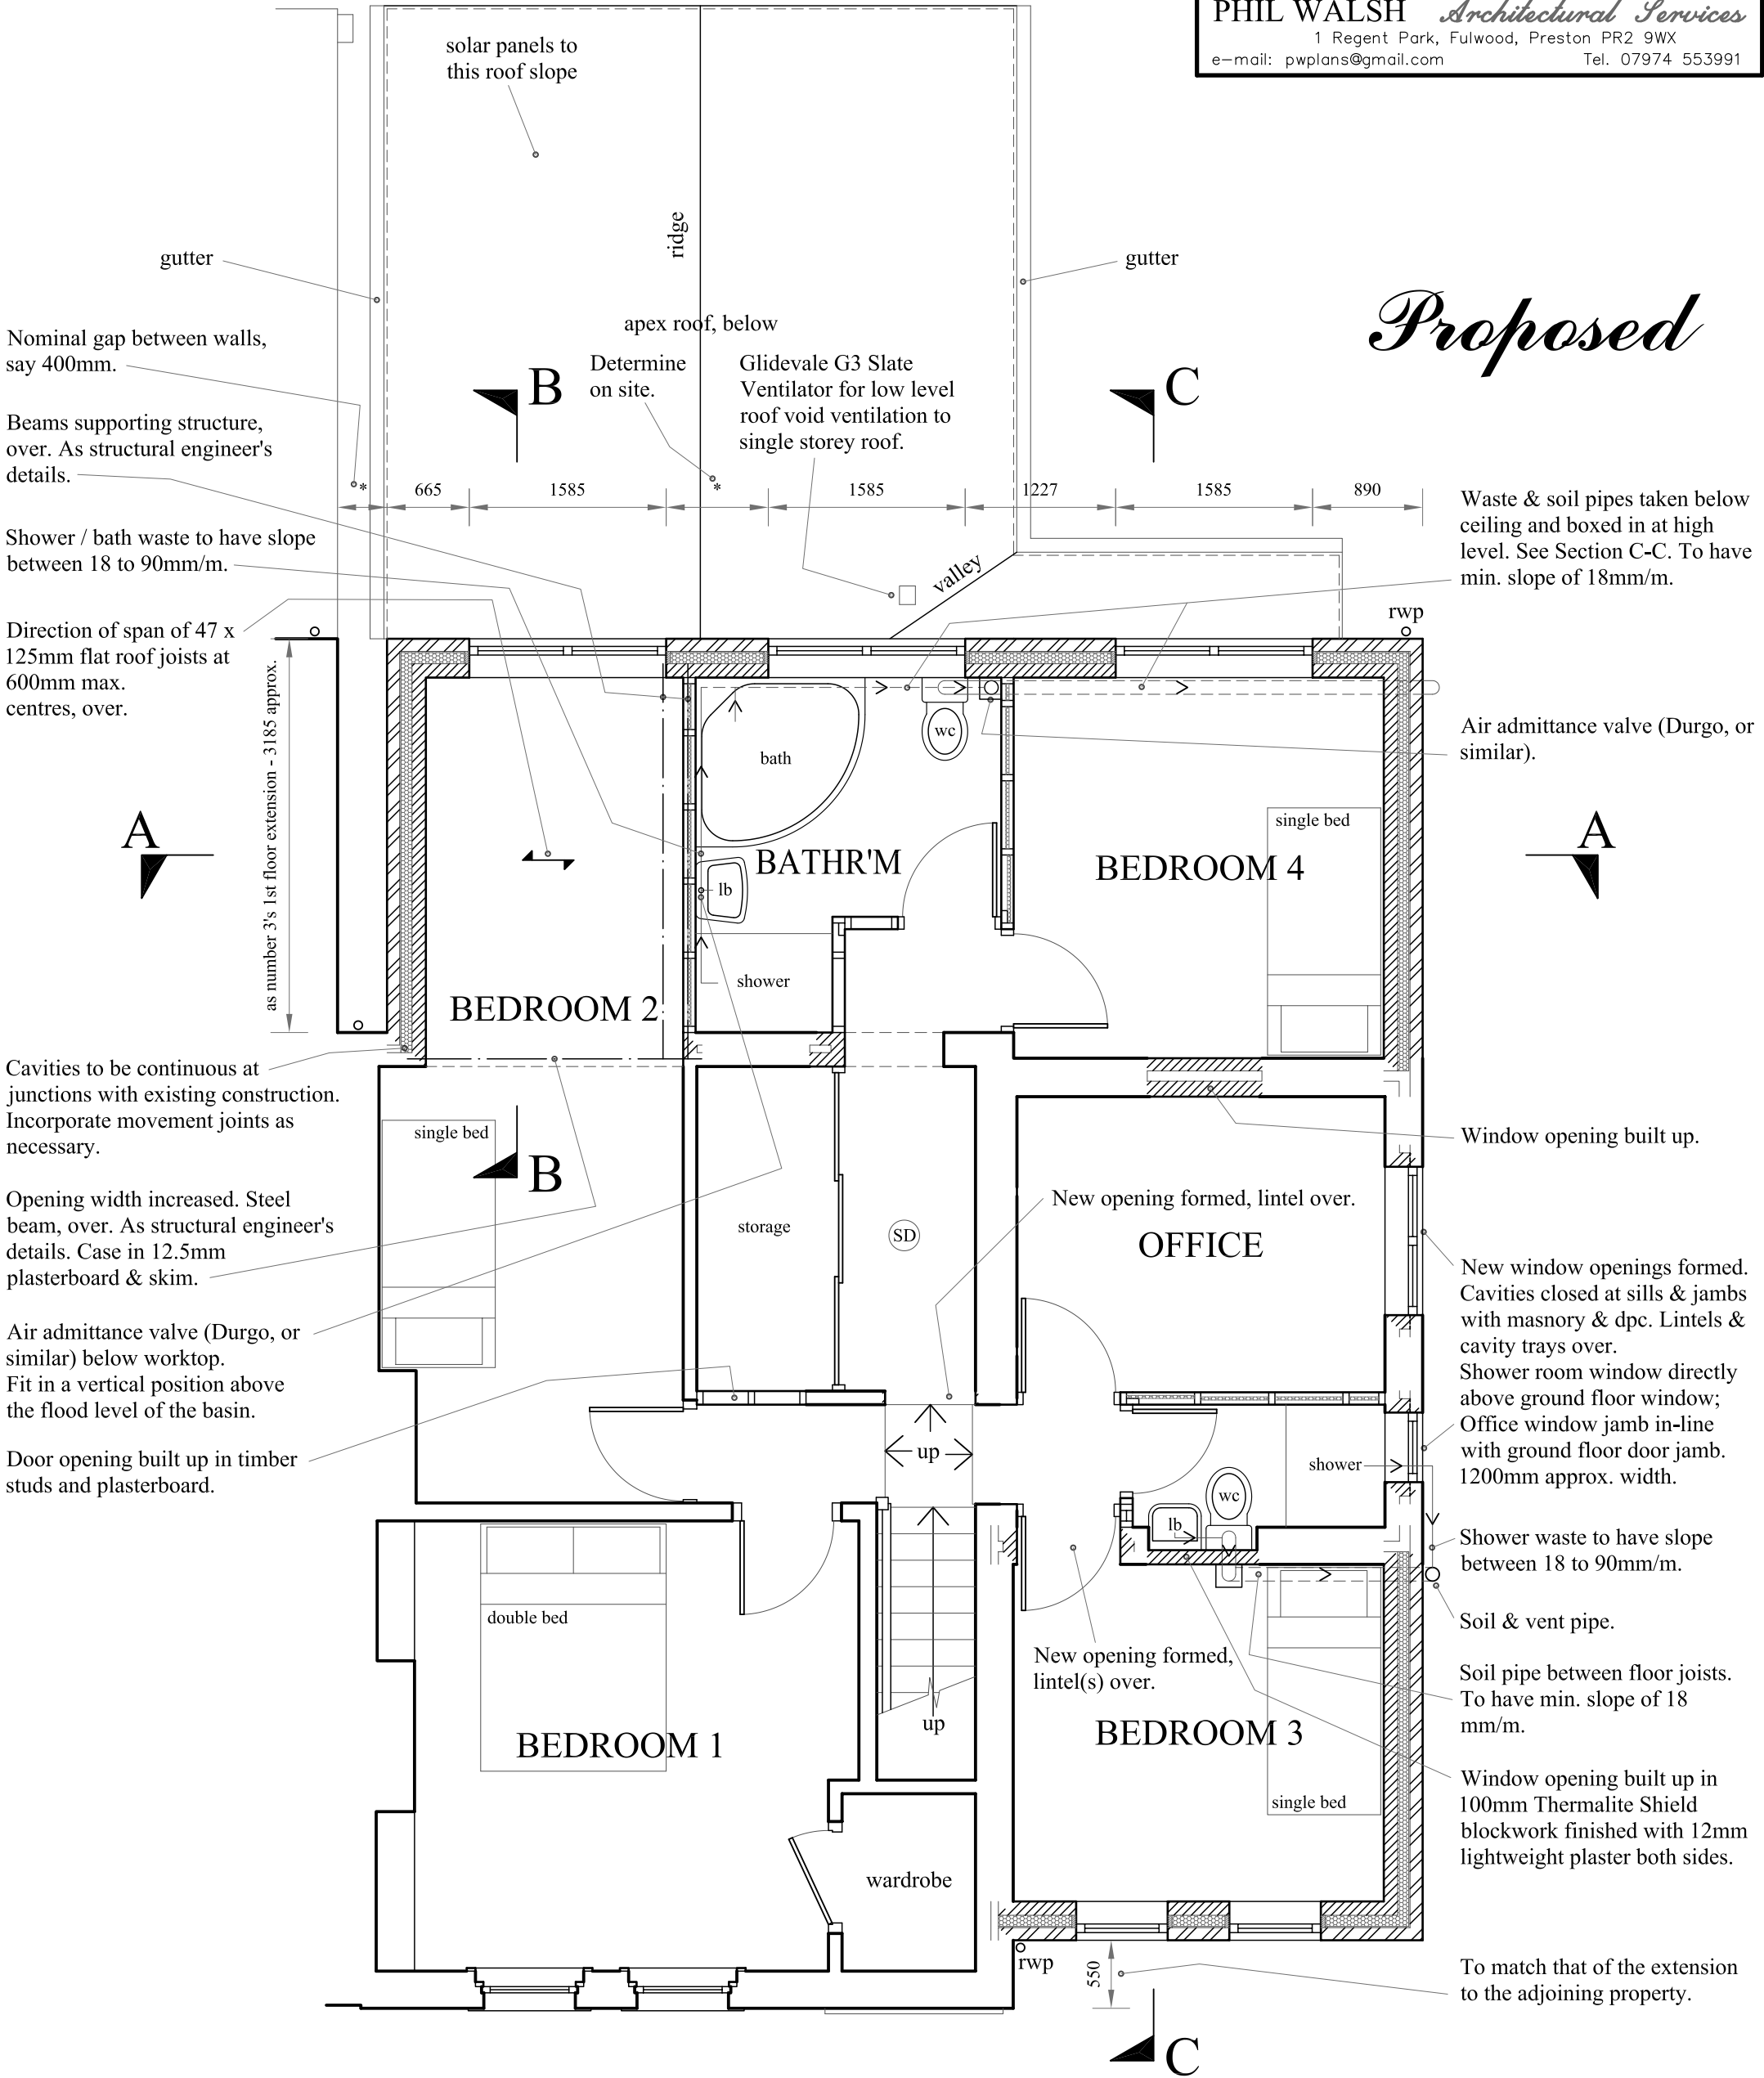 PHIL WALSH Architectural Services
1 Regent Park, Fulwood, Preston PR2 9WX
e-mail: pwplans@gmail.com Tel. 07974 553991
solar panels to
this roof slope
ridge
gutter
gutter
Proposed
Nominal gap between walls,
say 400mm.
apex roof, below
Determine
on site.
Glidevale G3 Slate
Ventilator for low level
roof void ventilation to
single storey roof.
B
C
Beams supporting structure,
over. As structural engineer's
details.
* 665 1585 * 1585 1227 1585 890
Waste & soil pipes taken below
ceiling and boxed in at high
level. See Section C-C. To have
min. slope of 18mm/m.
Shower / bath waste to have slope
between 18 to 90mm/m.
valley
rwp
Direction of span of 47 x
125mm flat roof joists at
600mm max.
centres, over.
as number 3's 1st floor extension - 3185 approx.
wc
bath
Air admittance valve (Durgo, or
similar).
A
A
single bed
BATHR'M
BEDROOM 4
lb
shower
BEDROOM 2
Cavities to be continuous at
junctions with existing construction.
Incorporate movement joints as
necessary.
single bed
B
Window opening built up.
Opening width increased. Steel
beam, over. As structural engineer's
details. Case in 12.5mm
plasterboard & skim.
New opening formed, lintel over.
storage
SD
OFFICE
New window openings formed.
Cavities closed at sills & jambs
with masnory & dpc. Lintels &
cavity trays over.
Shower room window directly
above ground floor window;
Office window jamb in-line
with ground floor door jamb.
1200mm approx. width.
Air admittance valve (Durgo, or
similar) below worktop.
Fit in a vertical position above
the flood level of the basin.
Door opening built up in timber
studs and plasterboard.
up
shower
wc
lb
Shower waste to have slope
between 18 to 90mm/m.
double bed
Soil & vent pipe.
New opening formed,
lintel(s) over.
Soil pipe between floor joists.
To have min. slope of 18
mm/m.
up
BEDROOM 1
BEDROOM 3
single bed
Window opening built up in
100mm Thermalite Shield
blockwork finished with 12mm
lightweight plaster both sides.
wardrobe
rwp
550
To match that of the extension
to the adjoining property.
C